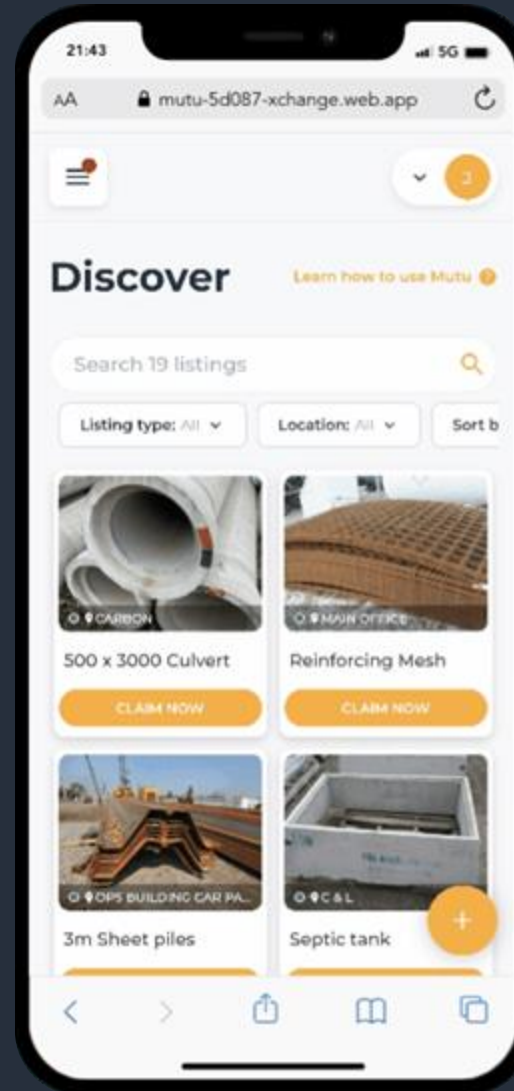 21:43
5G
AA mutu-5d087-xchange.web.app
Discover
Learn how to use Mutu ?
Search 19 listings
Listing type: All
Location: All
Sort b
CARBON
MAIN OFFICE
500 x 3000 Culvert
Reinforcing Mesh
CLAIM NOW
CLAIM NOW
OPS BUILDING CAR PA...
C & L
3m Sheet piles
Septic tank
+